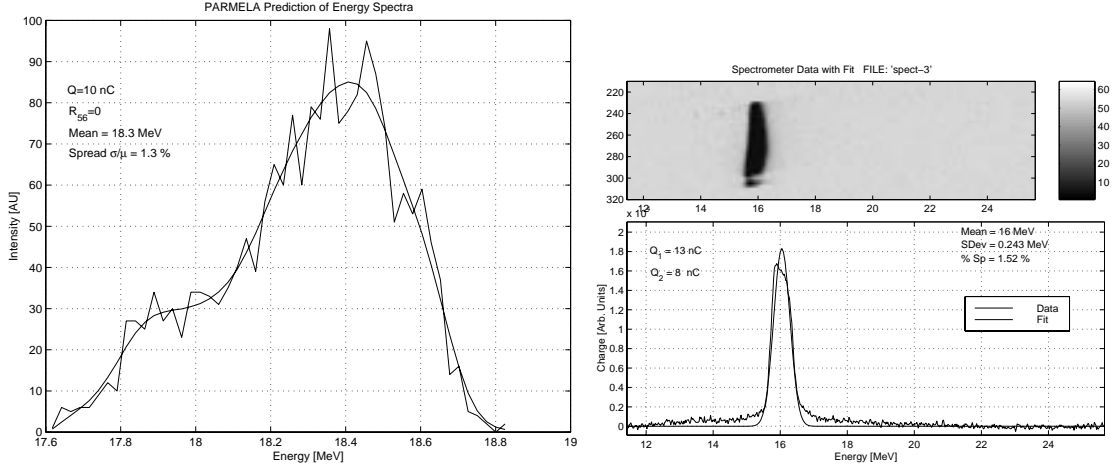 PARMELA Prediction of Energy Spectra
100
90
80
70
60
50
40
30
20
10
0
Intensity [AU]
Q=10 nC
R56=0
Mean = 18.3 MeV
Spread σ/μ = 1.3 %
17.6 17.8 18 18.2 18.4 18.6 18.8 19
Energy [MeV]
Spectrometer Data with Fit FILE: 'spect-3'
220
240
260
280
300
320
12 14 16 18 20 22 24
60
50
40
30
20
10
2
1.8
1.6
1.4
1.2
1
0.8
0.6
0.4
0.2
0
Charge [Arb. Units]
Q1 = 13 nC
Q2 = 8 nC
Mean = 16 MeV
SDev = 0.243 MeV
% Sp = 1.52 %
Data
Fit
12 14 16 18 20 22 24
Energy [MeV]